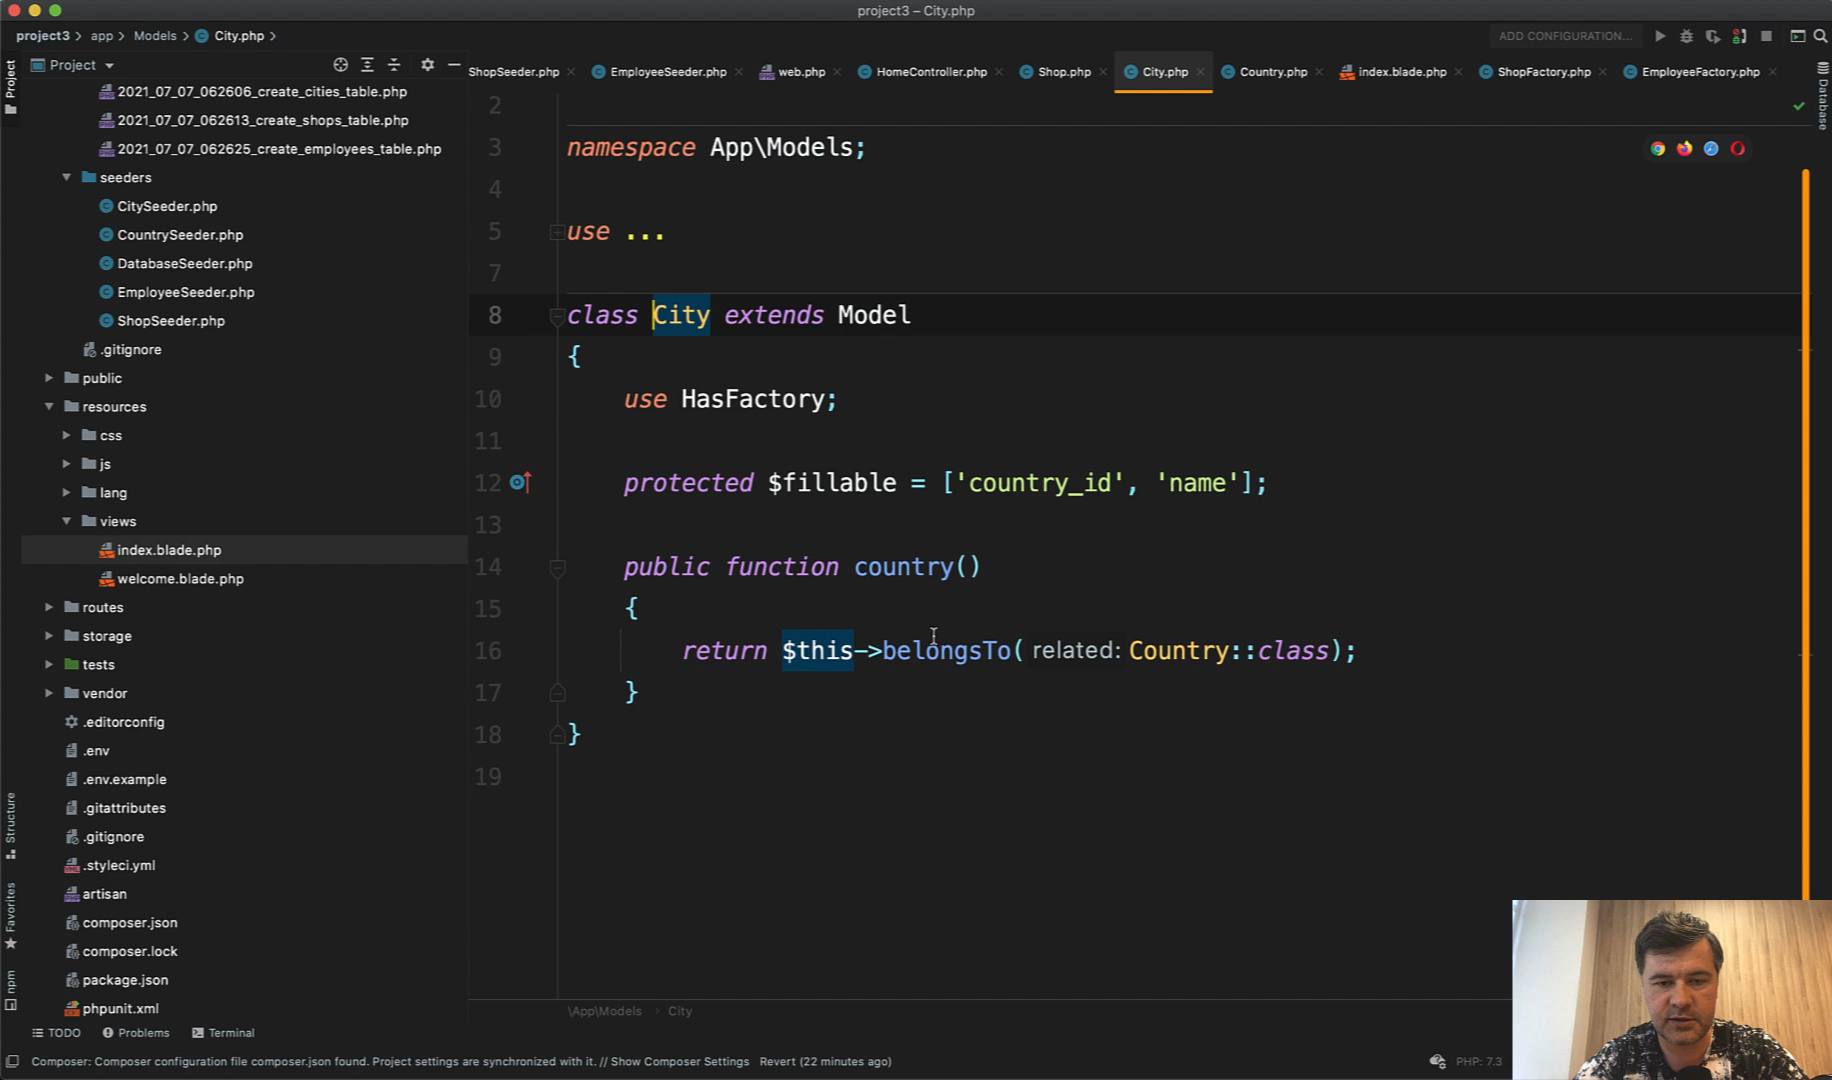 project3 – City.php
project3 > app > Models > City.php >
ADD CONFIGURATION...
Project
Project
ShopSeeder.php
EmployeeSeeder.php
web.php
HomeController.php
Shop.php
City.php
Country.php
index.blade.php
ShopFactory.php
EmployeeFactory.php
Database
2021_07_07_062606_create_cities_table.php
2021_07_07_062613_create_shops_table.php
2021_07_07_062625_create_employees_table.php
seeders
CitySeeder.php
CountrySeeder.php
DatabaseSeeder.php
EmployeeSeeder.php
ShopSeeder.php
.gitignore
public
resources
css
js
lang
views
index.blade.php
welcome.blade.php
routes
storage
tests
vendor
.editorconfig
.env
.env.example
.gitattributes
.gitignore
.styleci.yml
artisan
composer.json
composer.lock
package.json
phpunit.xml
Structure
Favorites
npm
2
3 namespace App\Models;
4
5 use ...
7
8 class City extends Model
9 {
10 use HasFactory;
11
12 protected $fillable = ['country_id', 'name'];
13
14 public function country()
15 {
16 return $this->belongsTo( related: Country::class);
17 }
18 }
19
\App\Models > City
TODO Problems Terminal
Composer: Composer configuration file composer.json found. Project settings are synchronized with it. // Show Composer Settings Revert (22 minutes ago)
PHP: 7.3